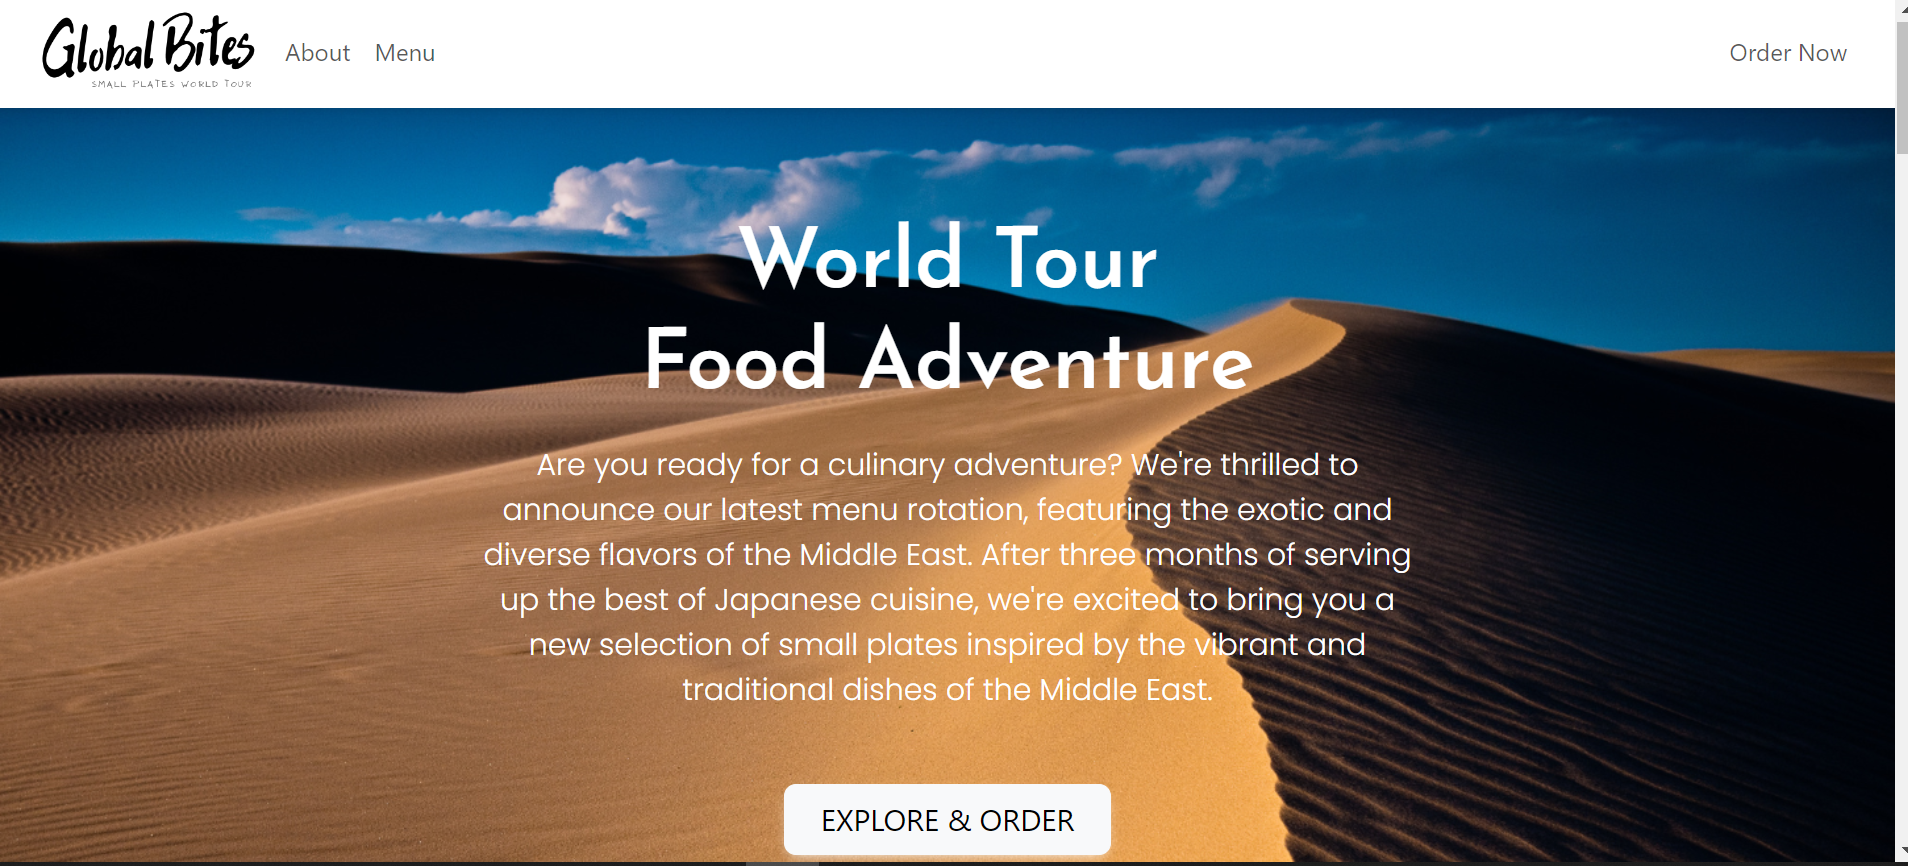 Global Bites
SMALL PLATES WORLD TOUR
About
Menu
Order Now
World Tour
Food Adventure
Are you ready for a culinary adventure? We're thrilled to
announce our latest menu rotation, featuring the exotic and
diverse flavors of the Middle East. After three months of serving
up the best of Japanese cuisine, we're excited to bring you a
new selection of small plates inspired by the vibrant and
traditional dishes of the Middle East.
EXPLORE & ORDER